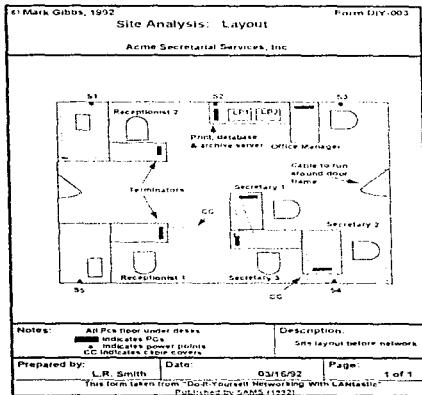 © Mark Gibbs, 1992 Form DIY-003
Site Analysis: Layout
Acme Secretarial Services, Inc
S1 S2 S3
Receptionist 2 LP1 LP2
Print, database
& archive server
Office Manager
Cable to run
around door
frame
Terminators
Secretary 1
CC
Secretary 2
Receptionist 1
Secretary 3
CC
S5 S4
Notes: All PCs floor under desks
Indicates PCs
Indicates power points
CC Indicates cable covers
Description:
Site layout before network
Prepared by: L.R. Smith
Date: 03/16/92
Page: 1 of 1
This form taken from "Do-It-Yourself Networking With LANtastic"
Published by SAMS (1992)